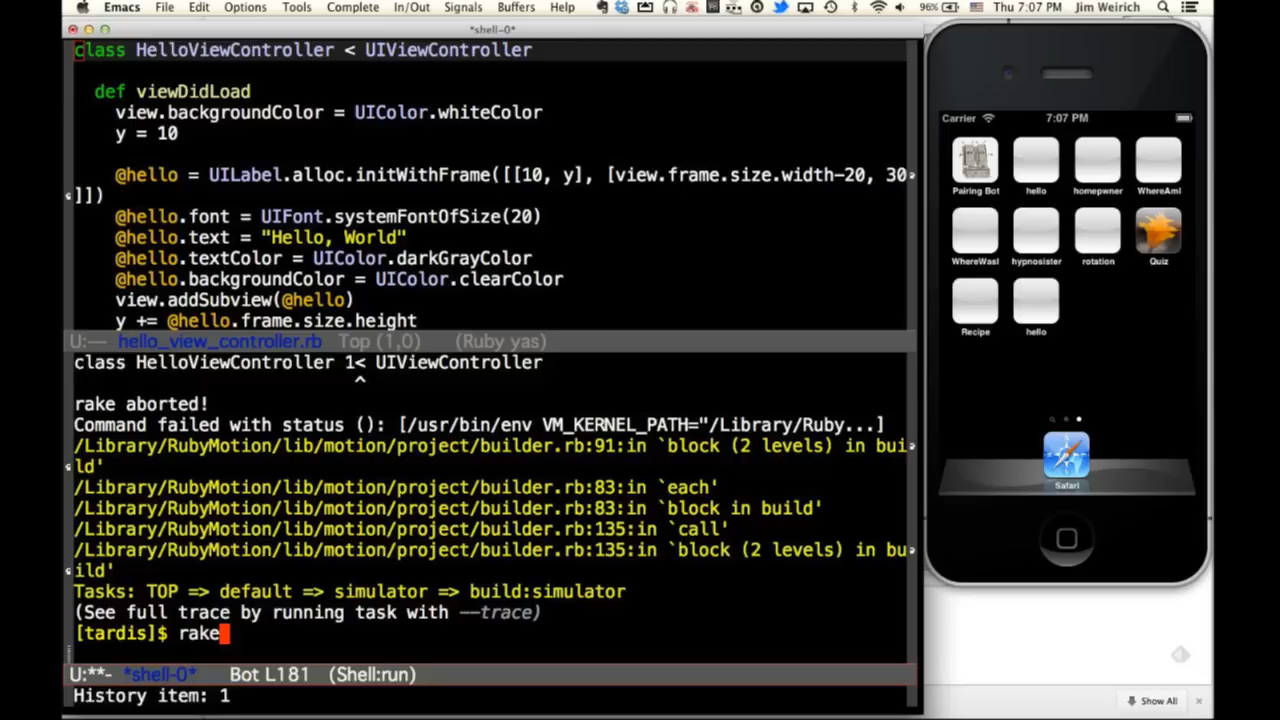 Emacs File Edit Options Tools Complete In/Out Signals Buffers Help 96% Thu 7:07 PM Jim Weirich
*shell-0*
class HelloViewController < UIViewController
def viewDidLoad
view.backgroundColor = UIColor.whiteColor
y = 10
@hello = UILabel.alloc.initWithFrame([[10, y], [view.frame.size.width-20, 30
]])
@hello.font = UIFont.systemFontOfSize(20)
@hello.text = "Hello, World"
@hello.textColor = UIColor.darkGrayColor
@hello.backgroundColor = UIColor.clearColor
view.addSubview(@hello)
y += @hello.frame.size.height
U:--- hello_view_controller.rb Top (1,0) (Ruby yas)
class HelloViewController 1< UIViewController
^
rake aborted!
Command failed with status (): [/usr/bin/env VM_KERNEL_PATH="/Library/Ruby...]
/Library/RubyMotion/lib/motion/project/builder.rb:91:in `block (2 levels) in bui
ld'
/Library/RubyMotion/lib/motion/project/builder.rb:83:in `each'
/Library/RubyMotion/lib/motion/project/builder.rb:83:in `block in build'
/Library/RubyMotion/lib/motion/project/builder.rb:135:in `call'
/Library/RubyMotion/lib/motion/project/builder.rb:135:in `block (2 levels) in bu
ild'
Tasks: TOP => default => simulator => build:simulator
(See full trace by running task with --trace)
[tardis]$ rake
U:**- *shell-0* Bot L181 (Shell:run)
History item: 1
Carrier 7:07 PM
Pairing Bot hello homepwner WhereAmI
WhereWasI hypnosister rotation Quiz
Recipe hello
Safari
Show All